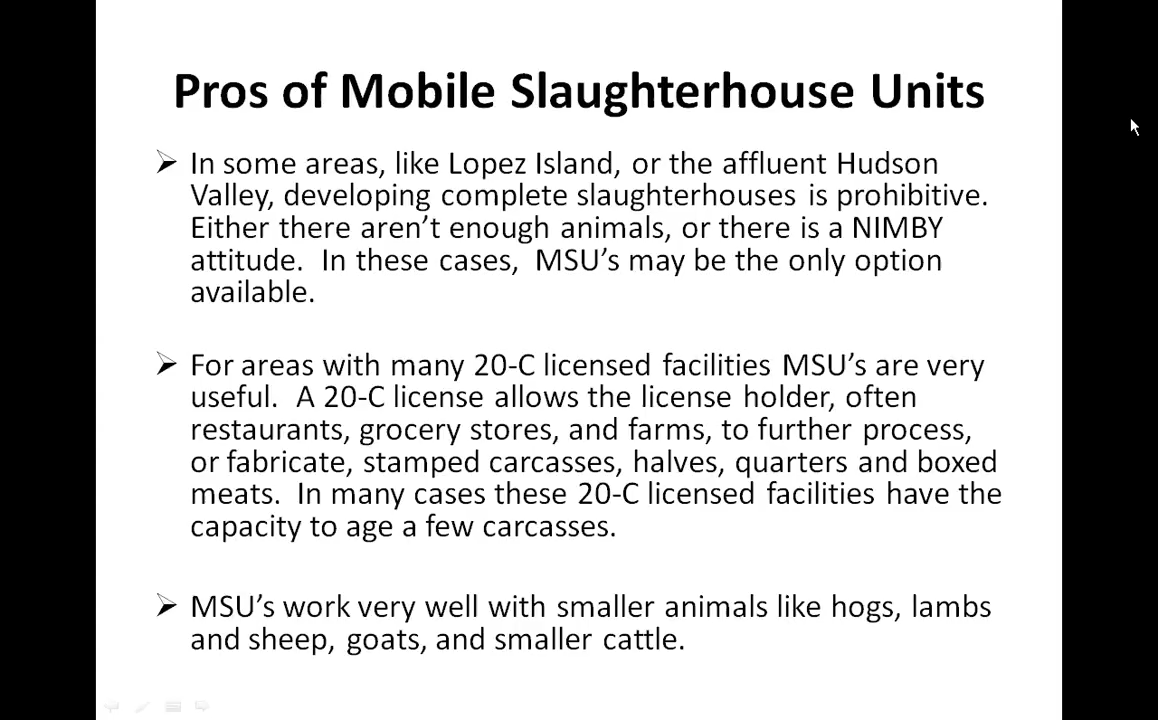 Pros of Mobile Slaughterhouse Units
➢ In some areas, like Lopez Island, or the affluent Hudson
Valley, developing complete slaughterhouses is prohibitive.
Either there aren’t enough animals, or there is a NIMBY
attitude.  In these cases,  MSU’s may be the only option
available.
➢ For areas with many 20-C licensed facilities MSU’s are very
useful.  A 20-C license allows the license holder, often
restaurants, grocery stores, and farms, to further process,
or fabricate, stamped carcasses, halves, quarters and boxed
meats.  In many cases these 20-C licensed facilities have the
capacity to age a few carcasses.
➢ MSU’s work very well with smaller animals like hogs, lambs
and sheep, goats, and smaller cattle.